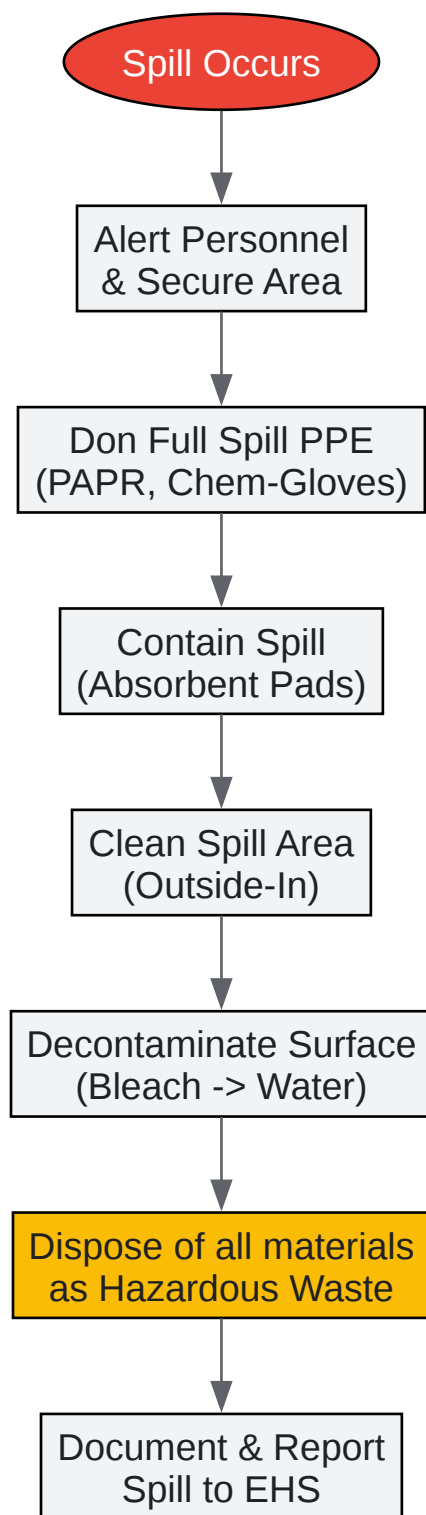 Spill Occurs
Alert Personnel
& Secure Area
Don Full Spill PPE
(PAPR, Chem-Gloves)
Contain Spill
(Absorbent Pads)
Clean Spill Area
(Outside-In)
Decontaminate Surface
(Bleach -> Water)
Dispose of all materials
as Hazardous Waste
Document & Report
Spill to EHS